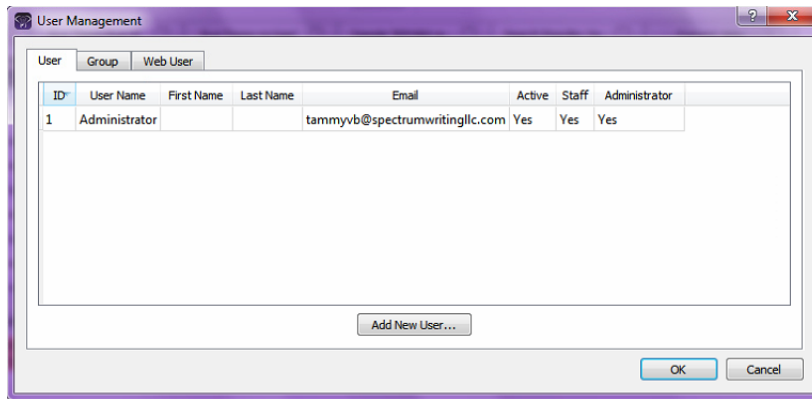 User Management
User Group Web User
ID User Name First Name Last Name Email Active Staff Administrator
1 Administrator tammyvb@spectrumwritingllc.com Yes Yes Yes
Add New User...
OK Cancel